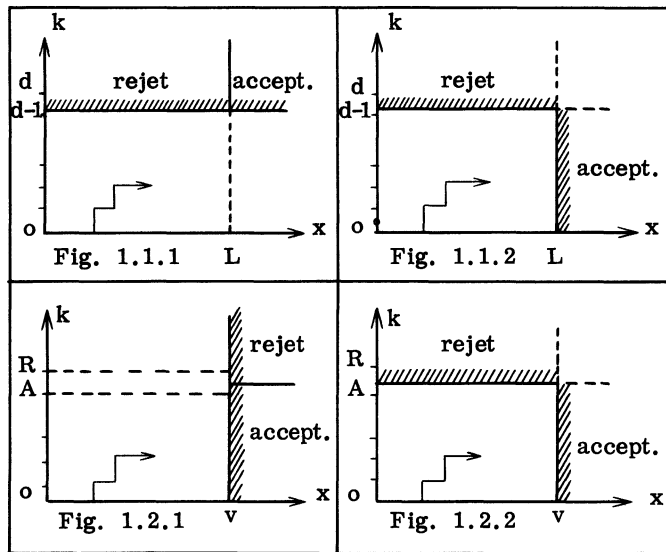 k
d
rejet
accept.
d-1
o
x
Fig. 1.1.1
L
k
d
rejet
d-1
accept.
o
x
Fig. 1.1.2
L
k
R
rejet
A
accept.
o
x
Fig. 1.2.1
v
k
R
rejet
A
accept.
o
x
Fig. 1.2.2
v